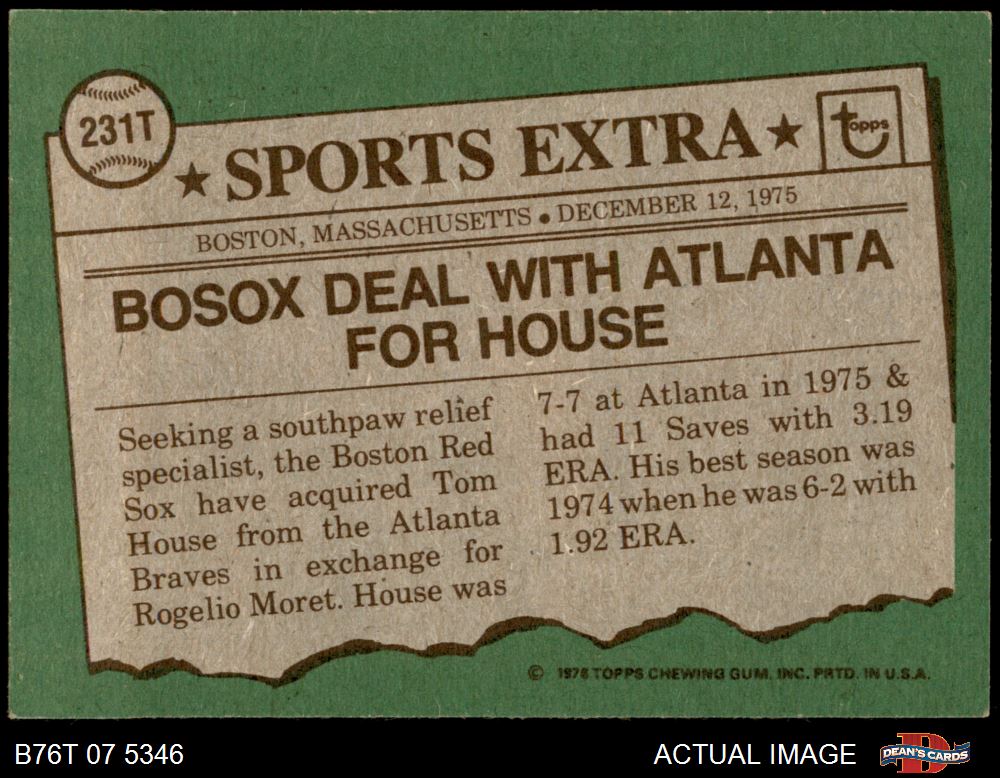 231T
★ SPORTS EXTRA ★
topps
BOSTON, MASSACHUSETTS • DECEMBER 12, 1975
BOSOX DEAL WITH ATLANTA
FOR HOUSE
Seeking a southpaw relief
specialist, the Boston Red
Sox have acquired Tom
House from the Atlanta
Braves in exchange for
Rogelio Moret. House was
7-7 at Atlanta in 1975 &
had 11 Saves with 3.19
ERA. His best season was
1974 when he was 6-2 with
1.92 ERA.
© 1976 TOPPS CHEWING GUM, INC. PRTD. IN U.S.A.
B76T 07 5346
ACTUAL IMAGE
DEAN'S CARDS